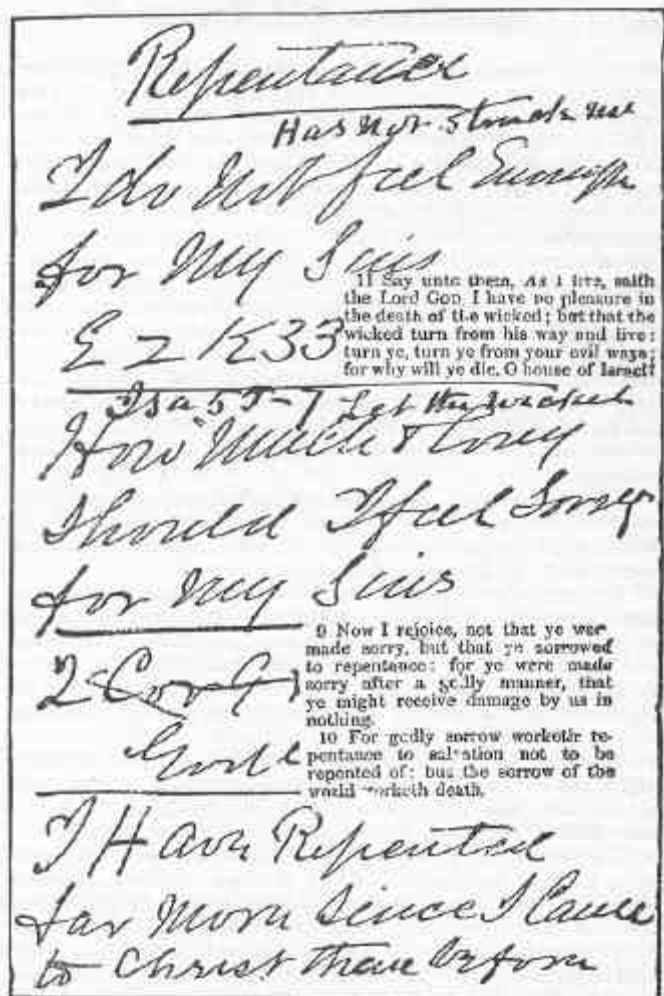 Repentance
Has not struck me
I do not feel Enough
for My Sins
11 Say unto them, As I live, saith
the Lord GOD, I have no pleasure in
the death of the wicked; but that the
wicked turn from his way and live:
turn ye, turn ye from your evil ways;
for why will ye die, O house of Israel?
EzK33
Isa 55-7 Let the wicked
How Much & Long
Should I feel Sorry
for My Sins
9 Now I rejoice, not that ye were
made sorry, but that ye sorrowed
to repentance: for ye were made
sorry after a godly manner, that
ye might receive damage by us in
nothing.
10 For godly sorrow worketh re-
pentance to salvation not to be
repented of: but the sorrow of the
world worketh death.
2 Cor
I Have Repented
far More Since I Came
to Christ than before